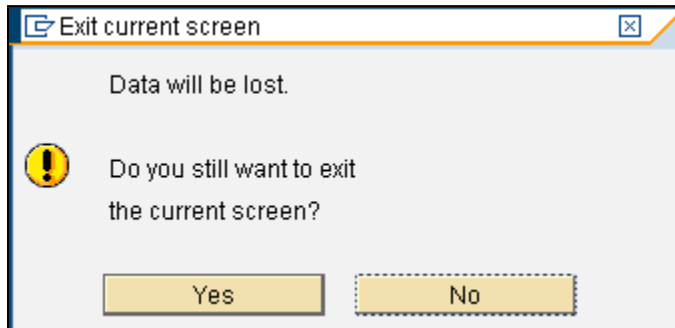 Exit current screen
Data will be lost.
Do you still want to exit
the current screen?
Yes No